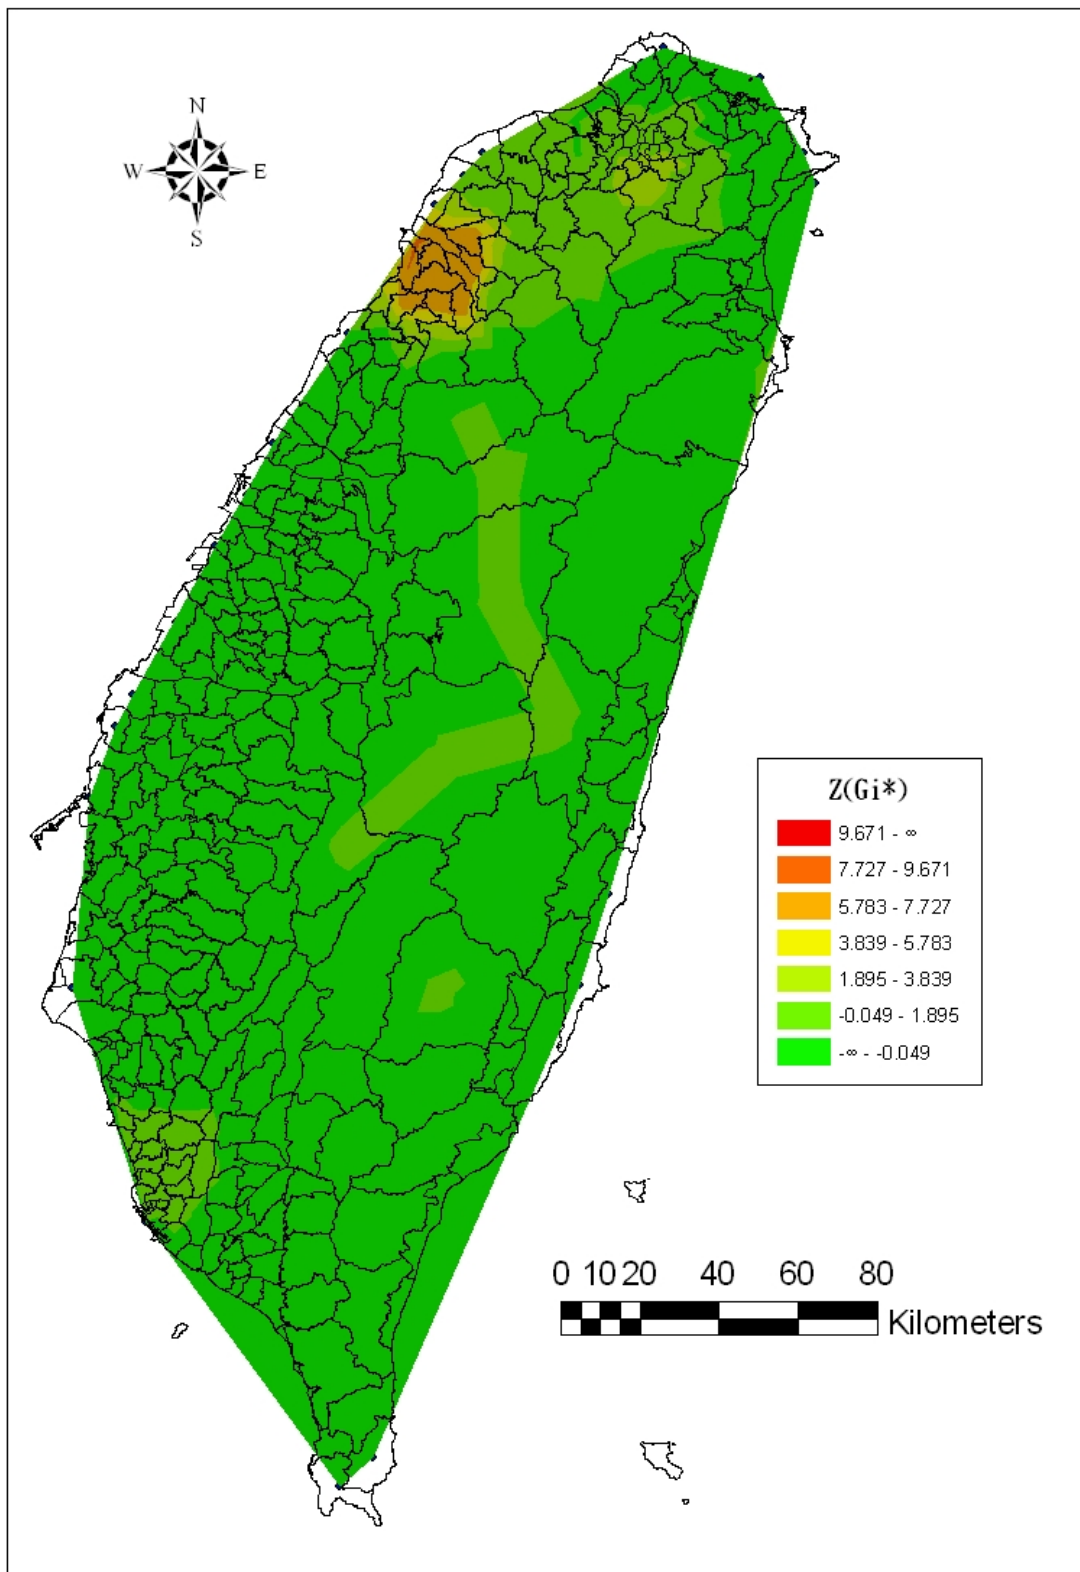 N
W E
S
Z(Gi*)
9.671 - ∞
7.727 - 9.671
5.783 - 7.727
3.839 - 5.783
1.895 - 3.839
-0.049 - 1.895
-∞ - -0.049
0 10 20 40 60 80
Kilometers